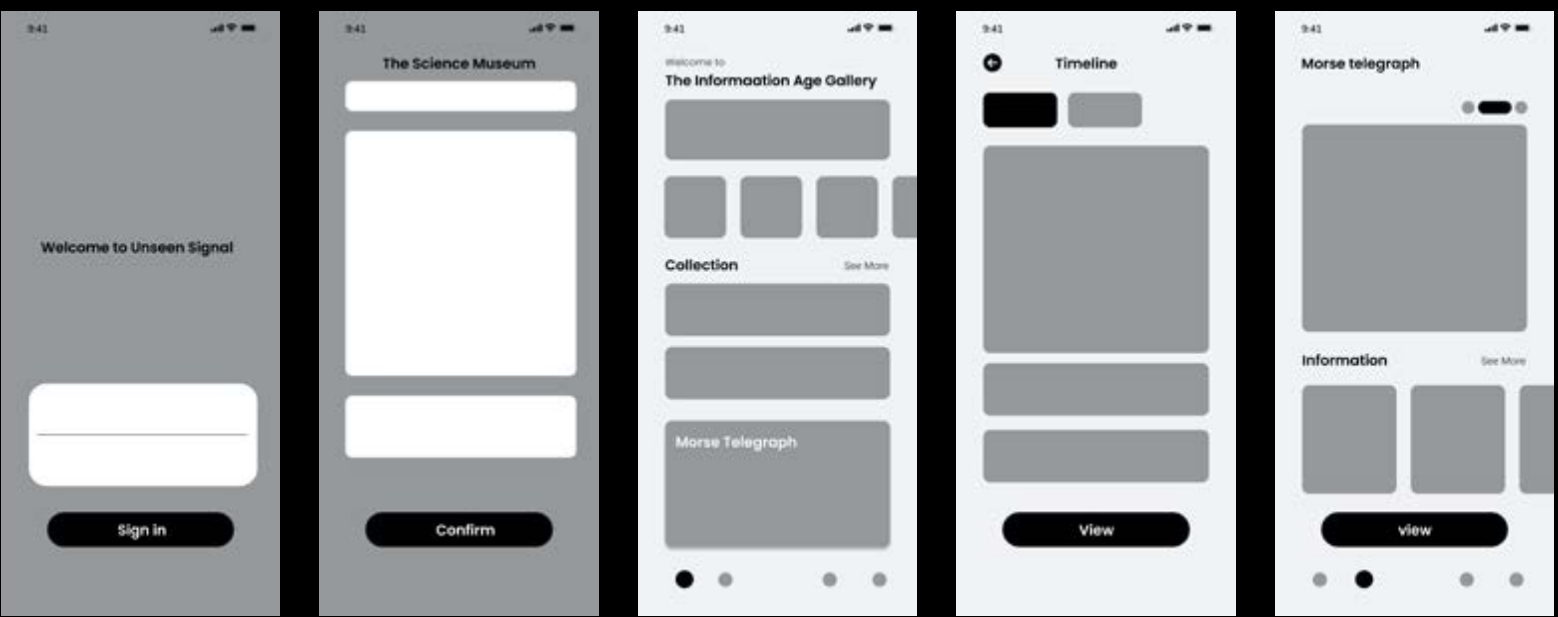 9:41
Welcome to Unseen Signal
Sign in
9:41
The Science Museum
Confirm
9:41
Welcome to
The Informaation Age Gallery
Collection
See More
Morse Telegraph
9:41
Timeline
View
9:41
Morse telegraph
Information
See More
view